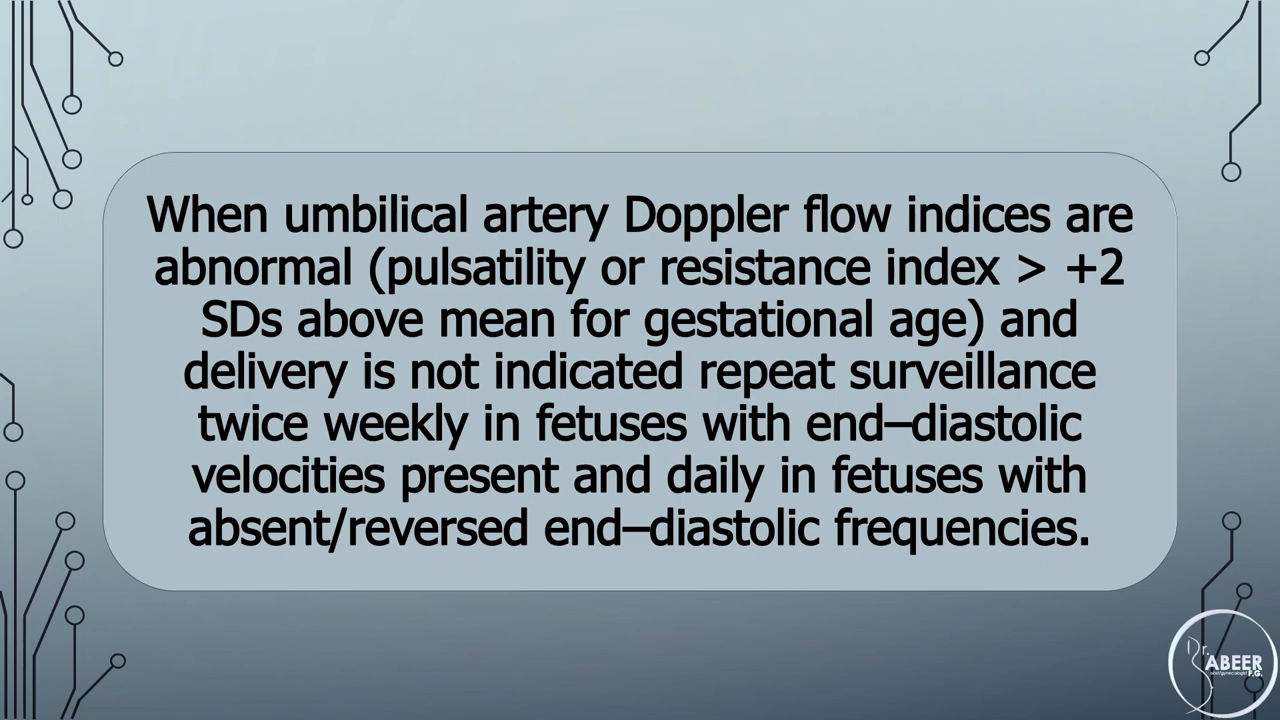 When umbilical artery Doppler flow indices are
abnormal (pulsatility or resistance index > +2
SDs above mean for gestational age) and
delivery is not indicated repeat surveillance
twice weekly in fetuses with end–diastolic
velocities present and daily in fetuses with
absent/reversed end–diastolic frequencies.
Dr.
ABEER
F.G.